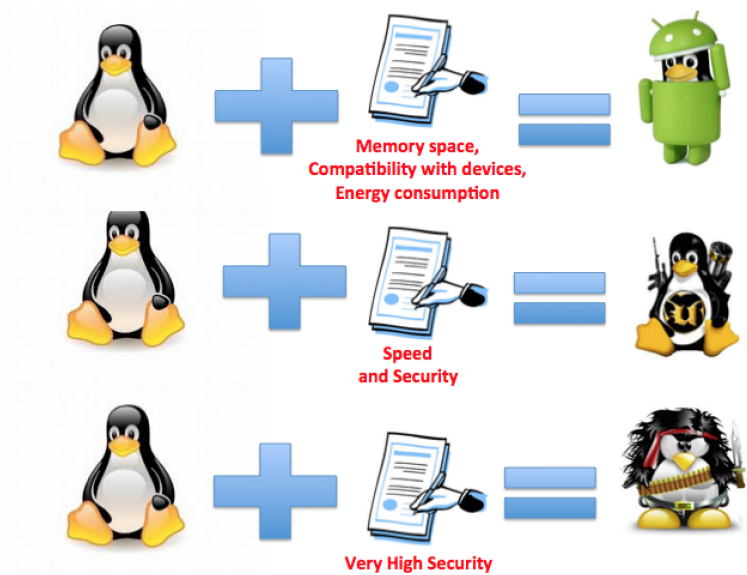 Memory space,
Compatibility with devices,
Energy consumption
Speed
and Security
Very High Security